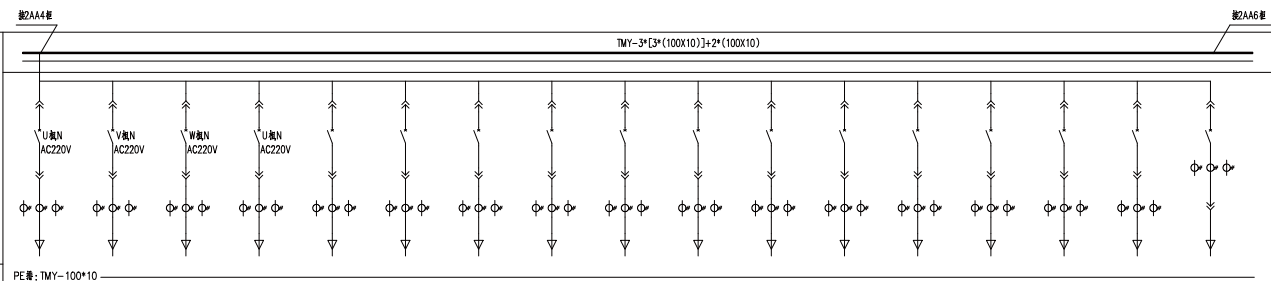 接2AA4柜
接2AA6柜
TMY-3*[3*(100X10)]+2*(100X10)
U相N
AC220V
V相N
AC220V
W相N
AC220V
U相N
AC220V
PE排: TMY-100*10